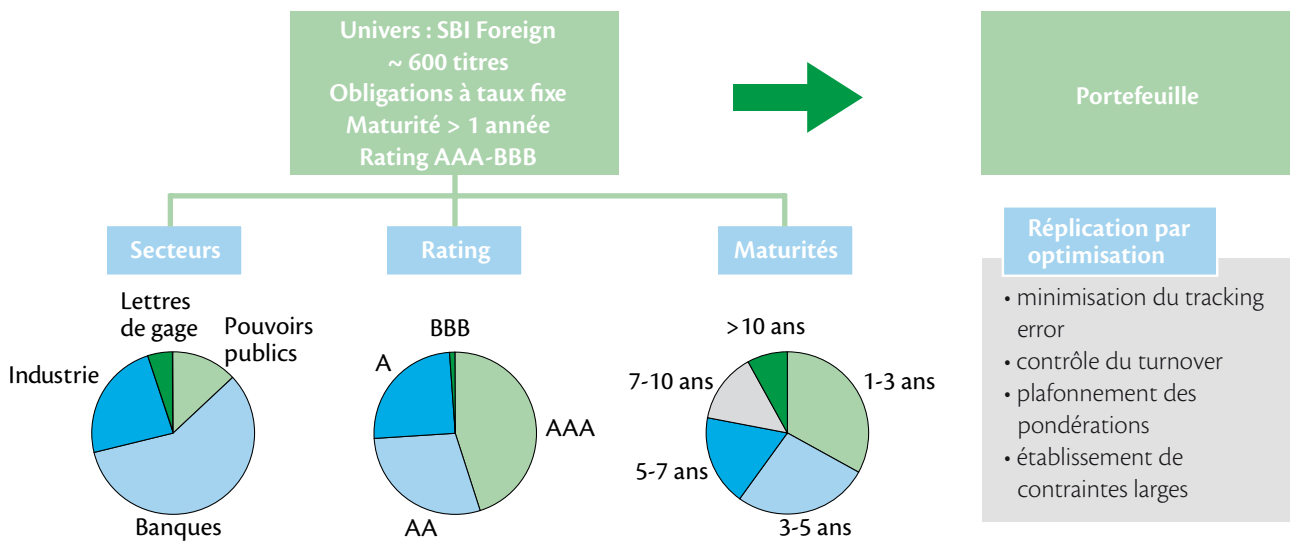 Univers : SBI Foreign
~ 600 titres
Obligations à taux fixe
Maturité > 1 année
Rating AAA-BBB
Portefeuille
Secteurs
Rating
Maturités
Réplication par
optimisation
• minimisation du tracking
error
• contrôle du turnover
• plafonnement des
pondérations
• établissement de
contraintes larges
Lettres
de gage
Pouvoirs
publics
Industrie
Banques
BBB
A
AAA
AA
>10 ans
7-10 ans
1-3 ans
5-7 ans
3-5 ans